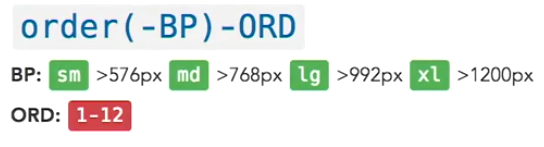 order(-BP)-ORD
BP: sm >576px md >768px lg >992px xl >1200px
ORD: 1-12